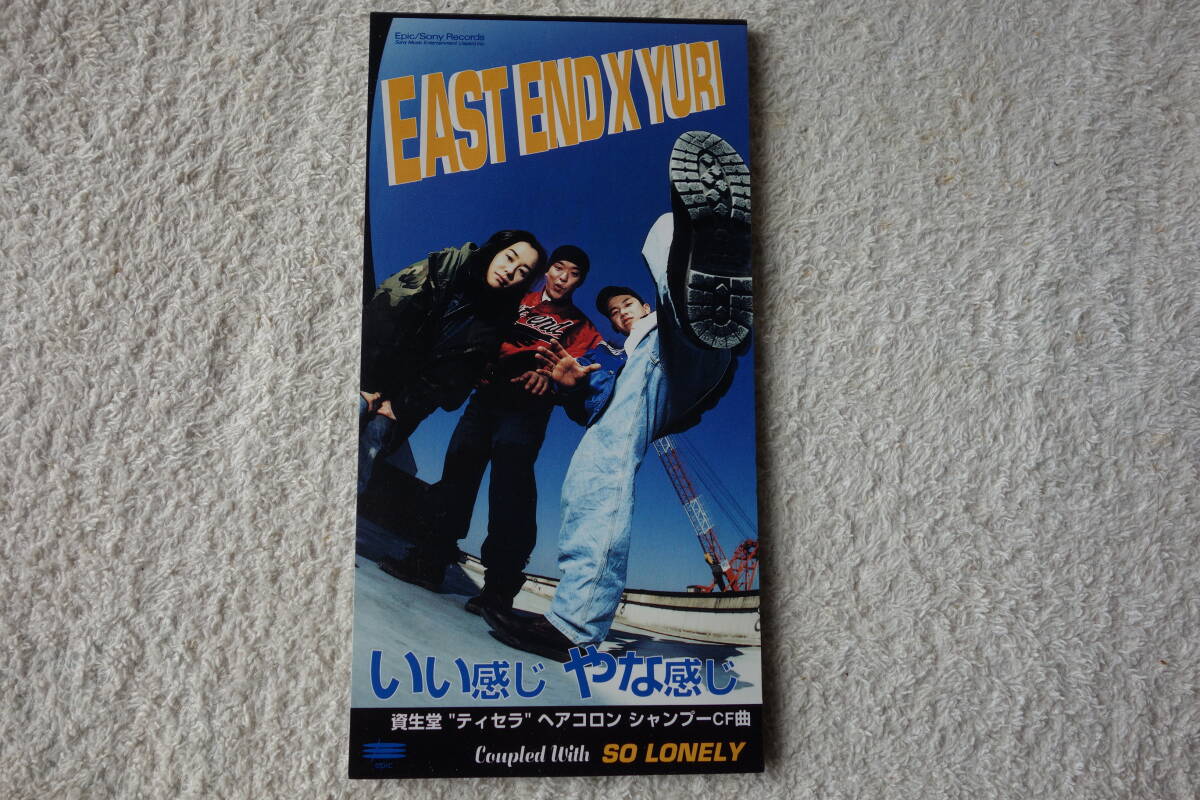 Epic/Sony Records
Sony Music Entertainment (Japan) Inc.
EAST END X YURI
end
いい感じ やな感じ
資生堂 "ティセラ" ヘアコロン シャンプーCF曲
Coupled With SO LONELY
epic